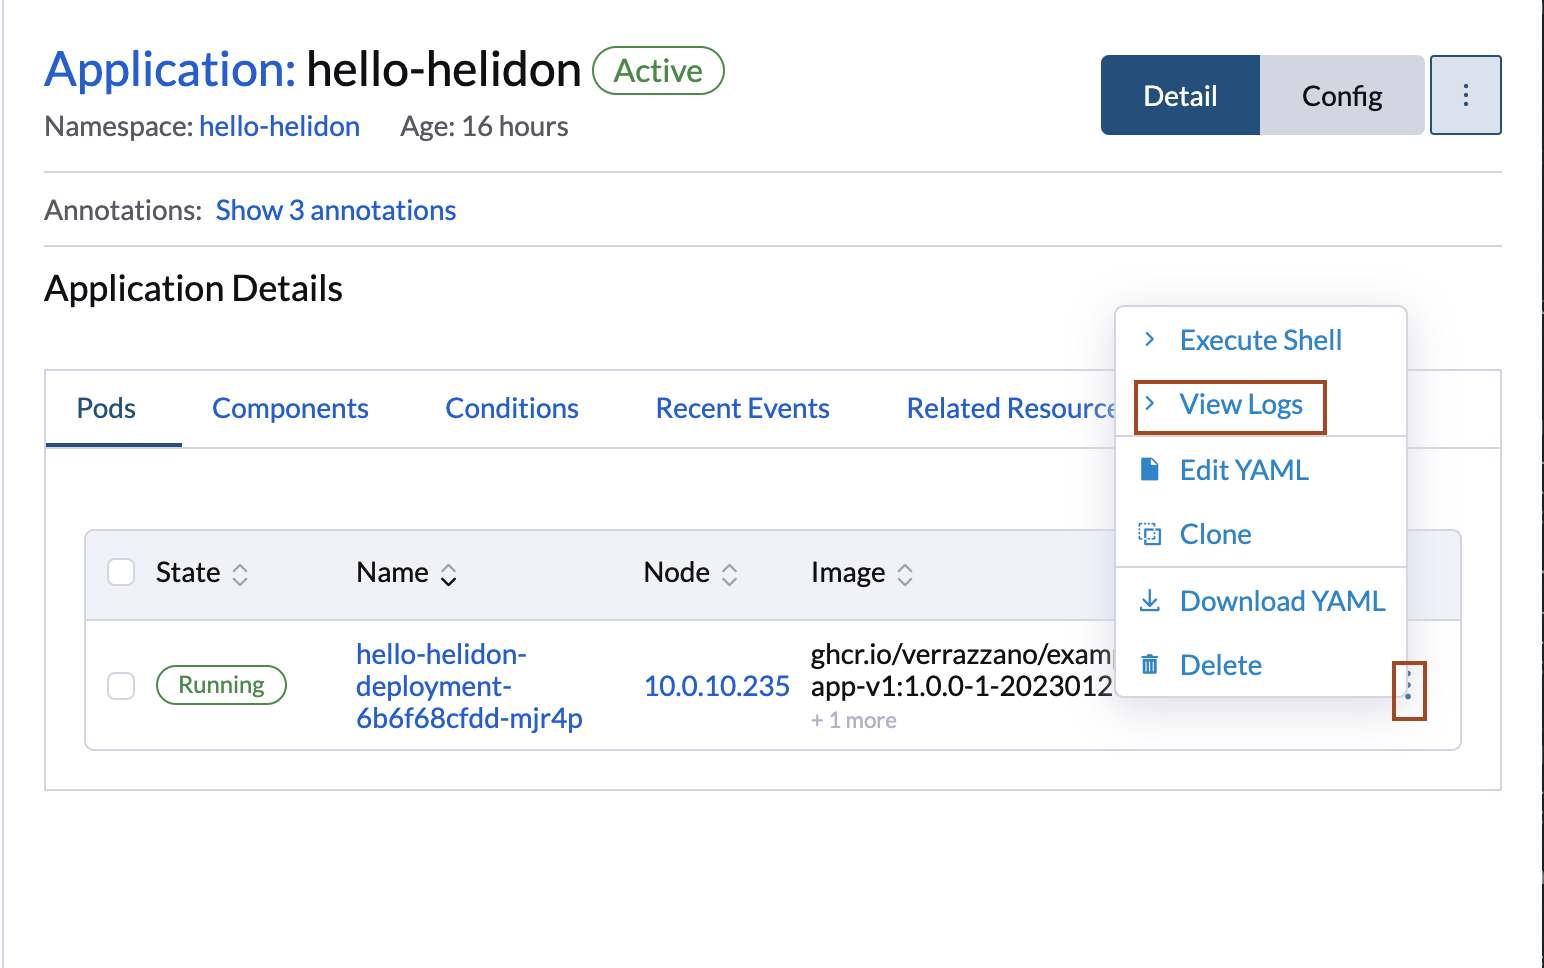 Application: hello-helidon Active
Namespace: hello-helidon Age: 16 hours
Detail Config
Annotations: Show 3 annotations
Application Details
Pods Components Conditions Recent Events Related Resource
Execute Shell
View Logs
Edit YAML
Clone
Download YAML
Delete
State Name Node Image
Running
hello-helidon-
deployment-
6b6f68cfdd-mjr4p
10.0.10.235
ghcr.io/verrazzano/exam
app-v1:1.0.0-1-2023012
+ 1 more